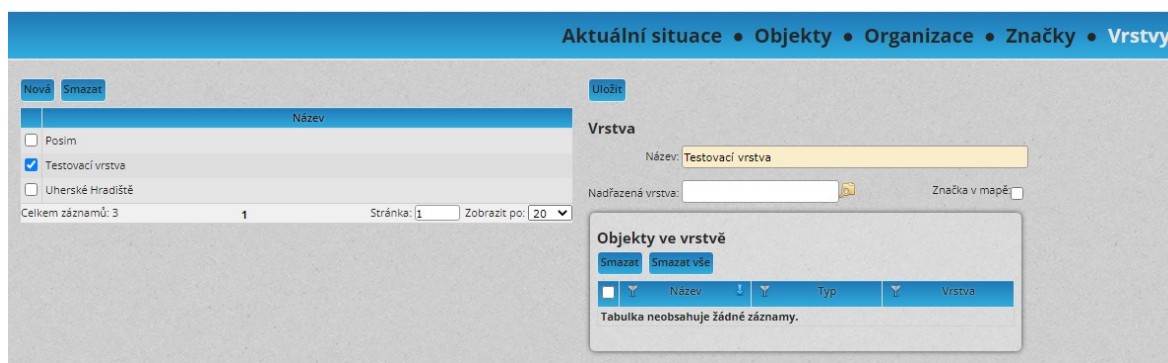 Aktuální situace • Objekty • Organizace • Značky • Vrstvy
Nová Smazat
Název
Posim
Testovací vrstva
Uherské Hradiště
Celkem záznamů: 3 1 Stránka: 1 Zobrazit po: 20
Uložit
Vrstva
Název: Testovací vrstva
Nadřazená vrstva: Značka v mapě:
Objekty ve vrstvě
Smazat Smazat vše
Název Typ Vrstva
Tabulka neobsahuje žádné záznamy.